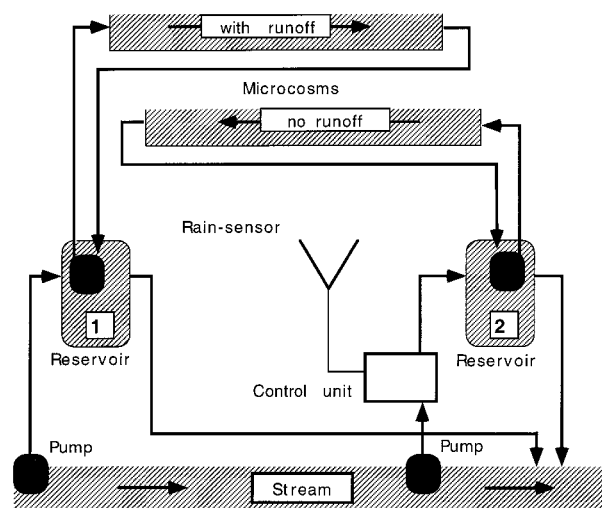 with runoff
Microcosms
no runoff
Rain-sensor
1
2
Reservoir
Reservoir
Control unit
Pump
Pump
Stream